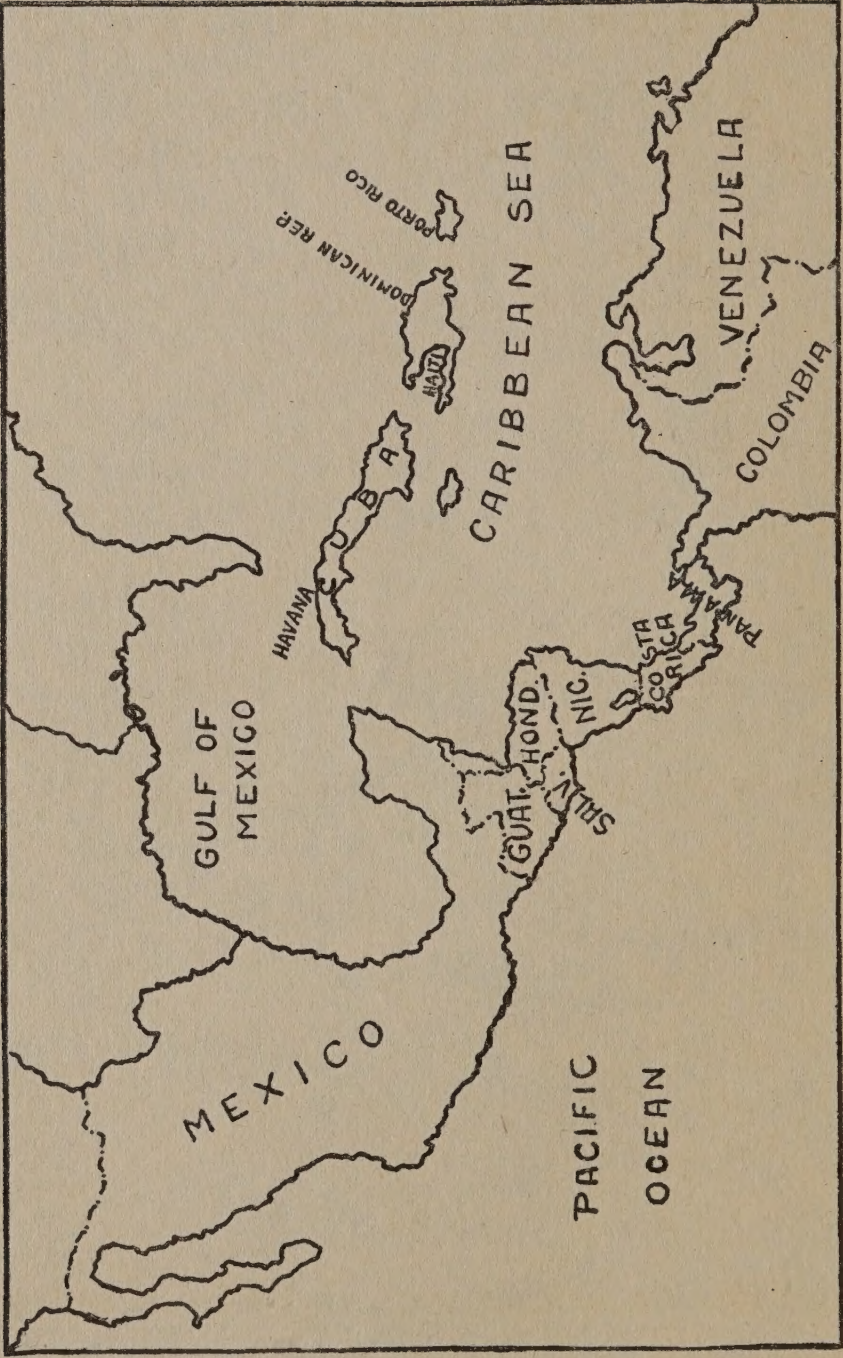 GULF OF
MEXICO
HAVANA
CUBA
DOMINICAN REP.
PORTO RICO
HAITI
CARIBBEAN SEA
MEXICO
GUAT.
HOND.
SALV.
NIC.
COSTA
RICA
PANAMA
VENEZUELA
COLOMBIA
PACIFIC
OCEAN